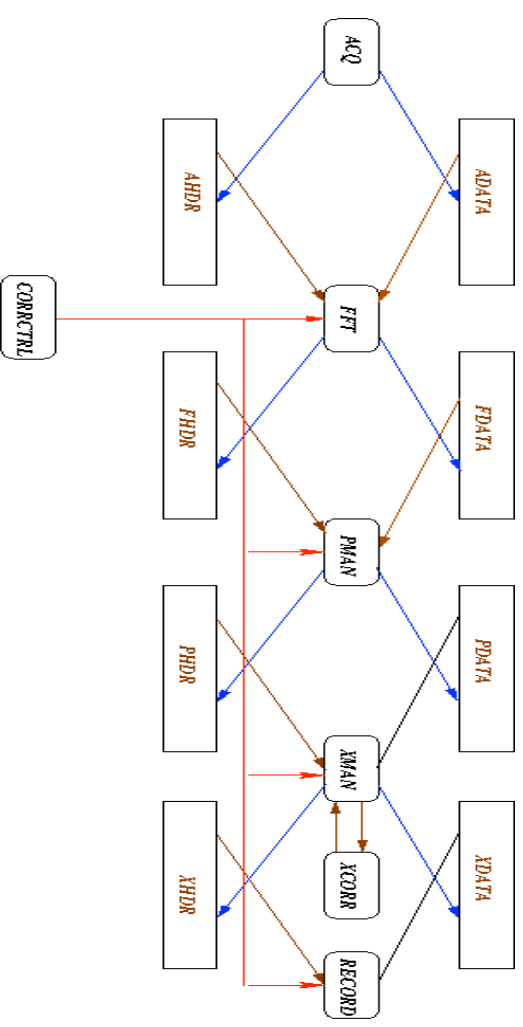 ADATA
FDATA
PDATA
XDATA
ACQ
FFT
PMAN
XMAN
XCORR
RECORD
AHDR
FHDR
PHDR
XHDR
CORRCTRL